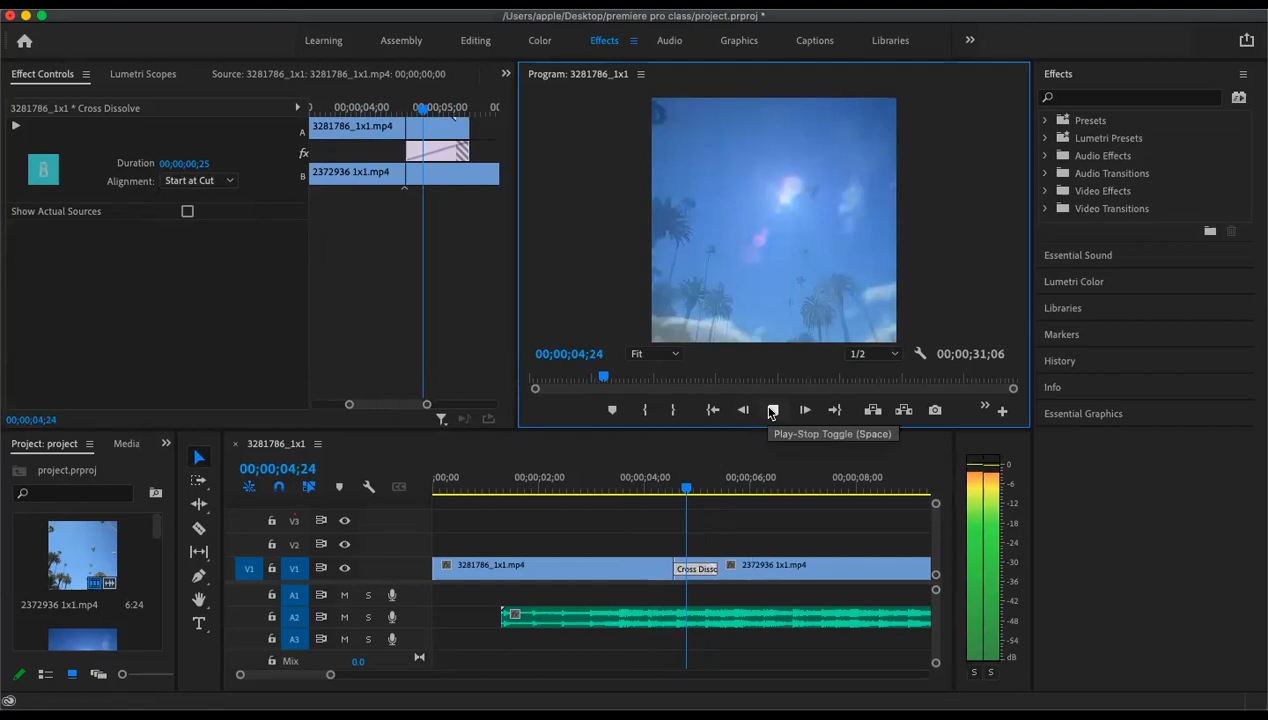 /Users/apple/Desktop/premiere pro class/project.prproj *
Learning
Assembly
Editing
Color
Effects
Audio
Graphics
Captions
Libraries
Effect Controls
Lumetri Scopes
Source: 3281786_1x1: 3281786_1x1.mp4: 00;00;00;00
3281786_1x1 * Cross Dissolve
Duration 00;00;00;25
Alignment: Start at Cut
Show Actual Sources
00;00;04;00
00;00;05;00
A
3281786_1x1.mp4
fx
B
2372936 1x1.mp4
00;00;04;24
Program: 3281786_1x1
00;00;04;24
Fit
1/2
00;00;31;06
Play-Stop Toggle (Space)
Effects
Presets
Lumetri Presets
Audio Effects
Audio Transitions
Video Effects
Video Transitions
Essential Sound
Lumetri Color
Libraries
Markers
History
Info
Essential Graphics
Project: project
Media
project.prproj
2372936 1x1.mp4 6:24
3281786_1x1
00;00;04;24
;00;00
;00;00;02;00
;00;00;04;00
;00;00;06;00
;00;00;08;00
V3
V2
V1 V1
3281786_1x1.mp4
Cross Disso
2372936 1x1.mp4
A1 M S
A2 M S
A3 M S
Mix 0.0
0
-6
-12
-18
-24
-30
-36
-42
-48
-54
dB
S S